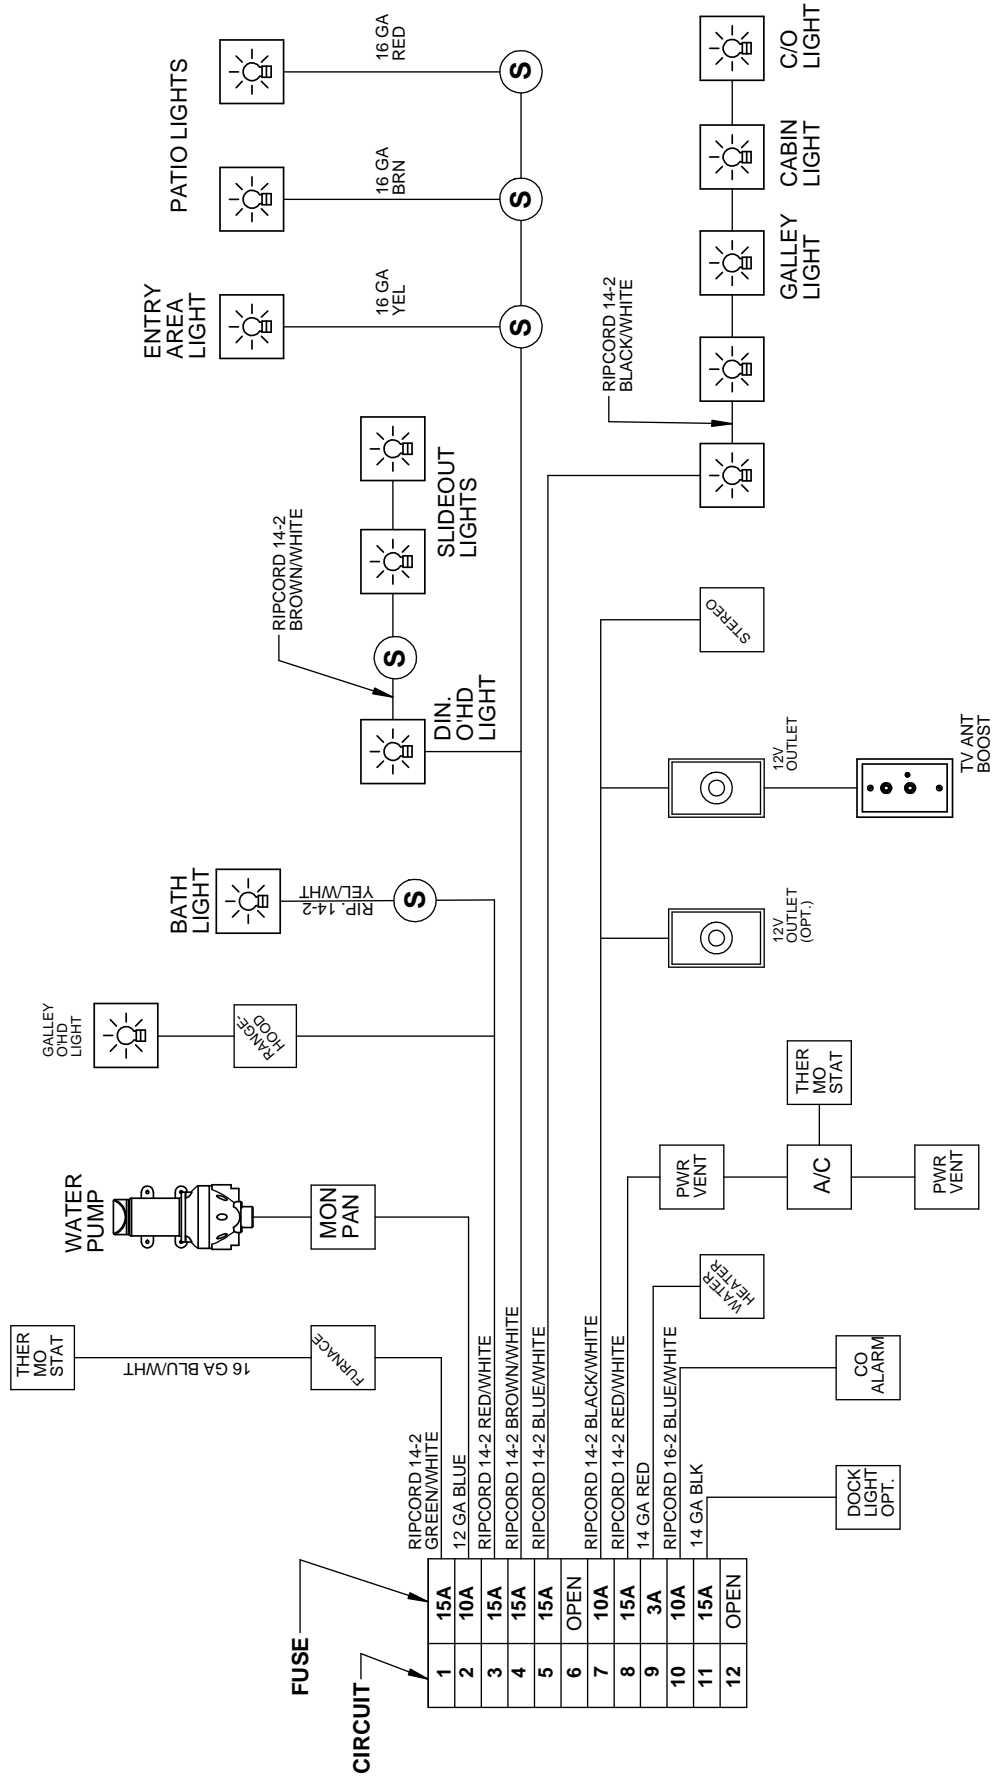 FUSE
CIRCUIT
1 15A
2 10A
3 15A
4 15A
5 15A
6 OPEN
7 10A
8 15A
9 3A
10 10A
11 15A
12 OPEN
RIPCORD 14-2
GREEN/WHITE
12 GA BLUE
RIPCORD 14-2 RED/WHITE
RIPCORD 14-2 BROWN/WHITE
RIPCORD 14-2 BLUE/WHITE
RIPCORD 14-2 BLACK/WHITE
RIPCORD 14-2 RED/WHITE
14 GA RED
RIPCORD 16-2 BLUE/WHITE
14 GA BLK
THER
MO
STAT
16 GA BLU/WHT
FURNACE
WATER
PUMP
MON
PAN
GALLEY
O'HD
LIGHT
RANGE-
HOOD
BATH
LIGHT
RIP. 14-2
YEL/WHT
S
DIN.
O'HD
LIGHT
S
RIPCORD 14-2
BROWN/WHITE
SLIDEOUT
LIGHTS
ENTRY
AREA
LIGHT
16 GA
YEL
S
PATIO LIGHTS
16 GA
BRN
S
16 GA
RED
S
DOCK
LIGHT
OPT.
CO
ALARM
WATER
HEATER
PWR
VENT
A/C
THER
MO
STAT
PWR
VENT
12V
OUTLET
(OPT.)
12V
OUTLET
TV ANT
BOOST
STEREO
RIPCORD 14-2
BLACK/WHITE
GALLEY
LIGHT
CABIN
LIGHT
C/O
LIGHT